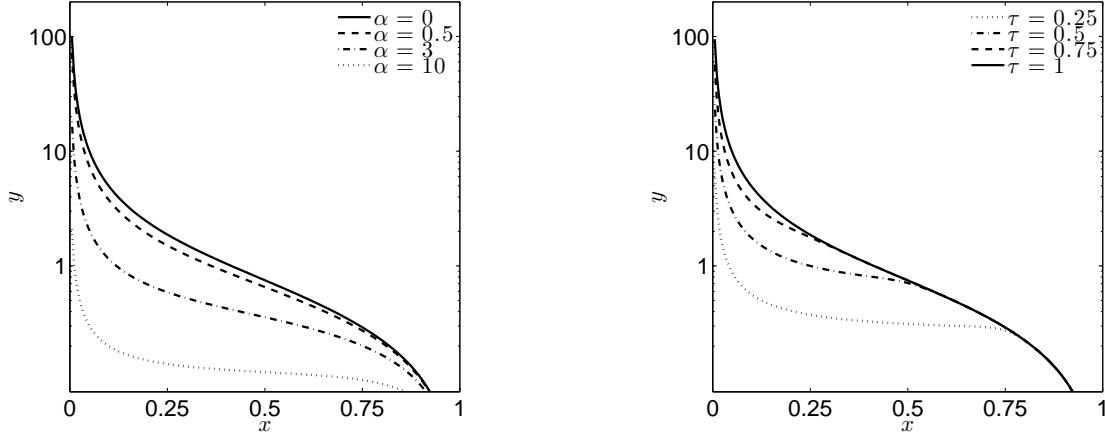 α = 0
α = 0.5
α = 3
α = 10
100
10
1
y
0 0.25 0.5 0.75 1
x
τ = 0.25
τ = 0.5
τ = 0.75
τ = 1
100
10
1
y
0 0.25 0.5 0.75 1
x